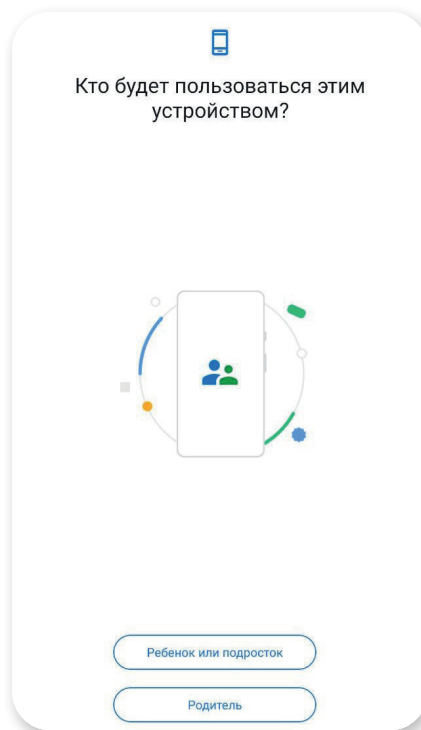 Кто будет пользоваться этим
устройством?
Ребенок или подросток
Родитель